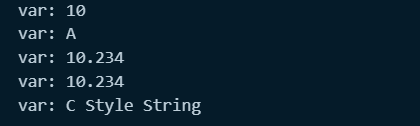 var: 10
var: A
var: 10.234
var: 10.234
var: C Style String